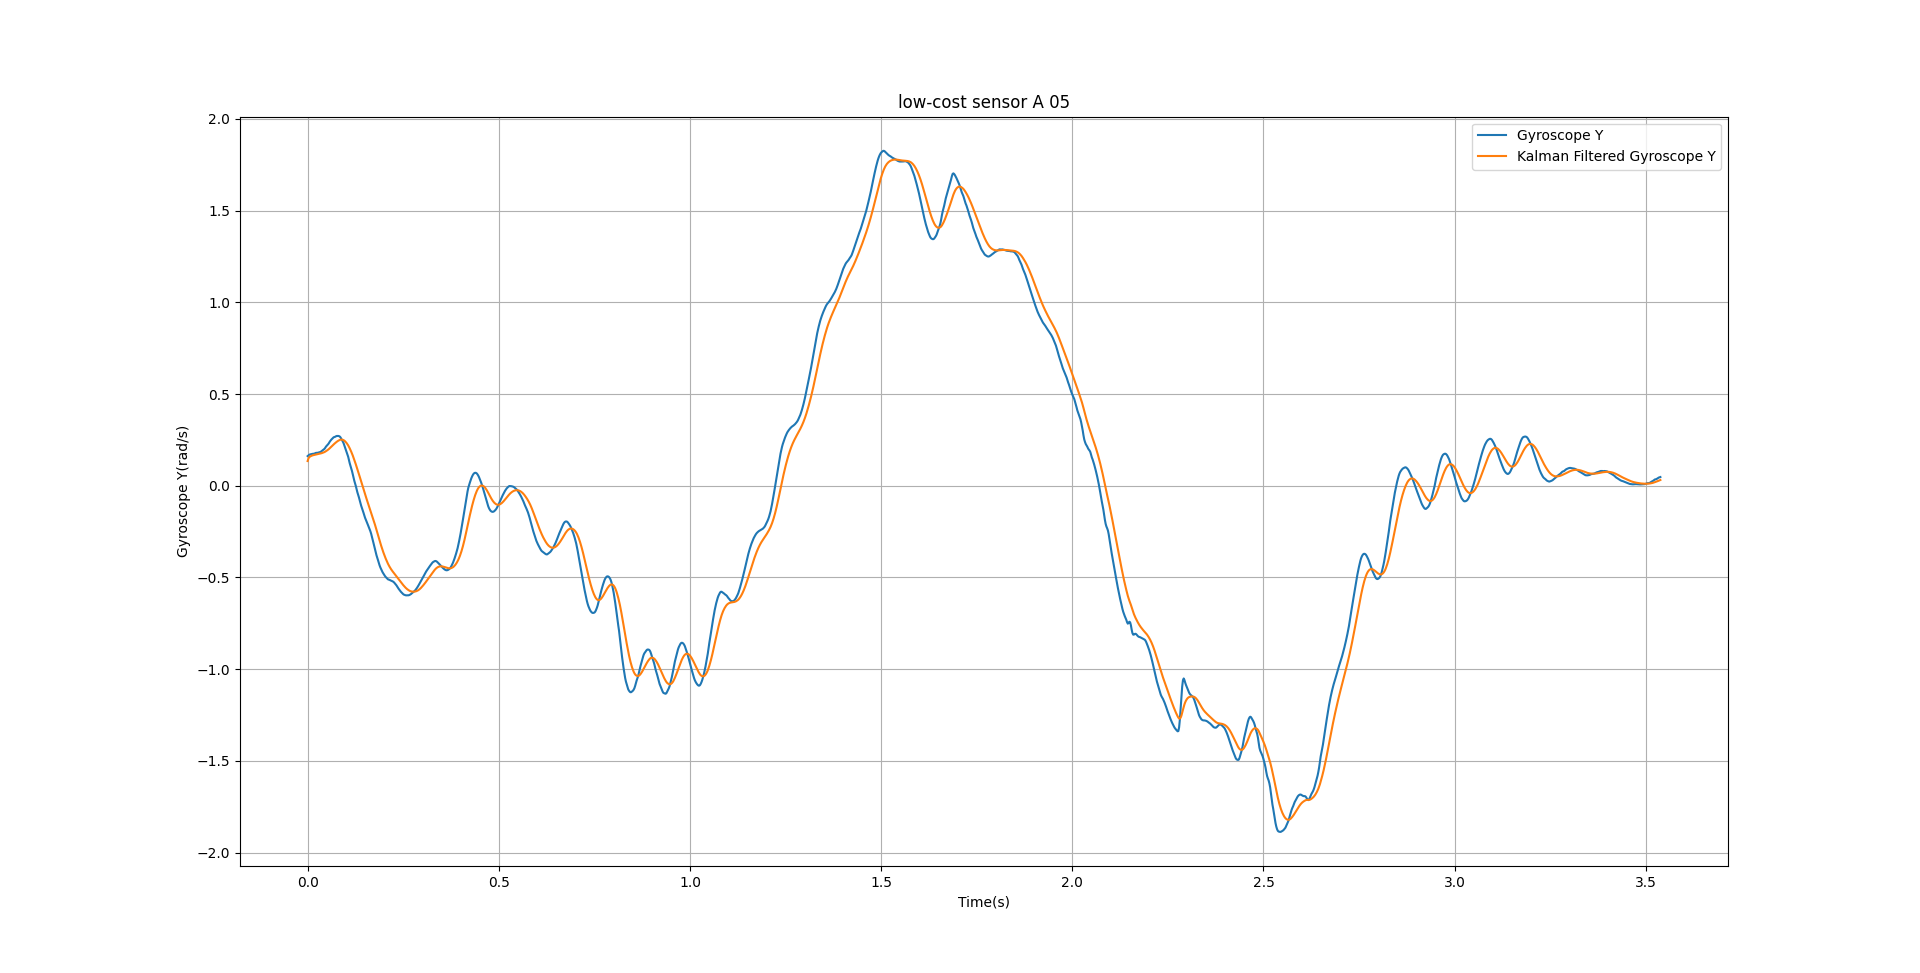 low-cost sensor A 05
Gyroscope Y
Kalman Filtered Gyroscope Y
2.0
1.5
1.0
0.5
0.0
−0.5
−1.0
−1.5
−2.0
Gyroscope Y(rad/s)
0.0 0.5 1.0 1.5 2.0 2.5 3.0 3.5
Time(s)